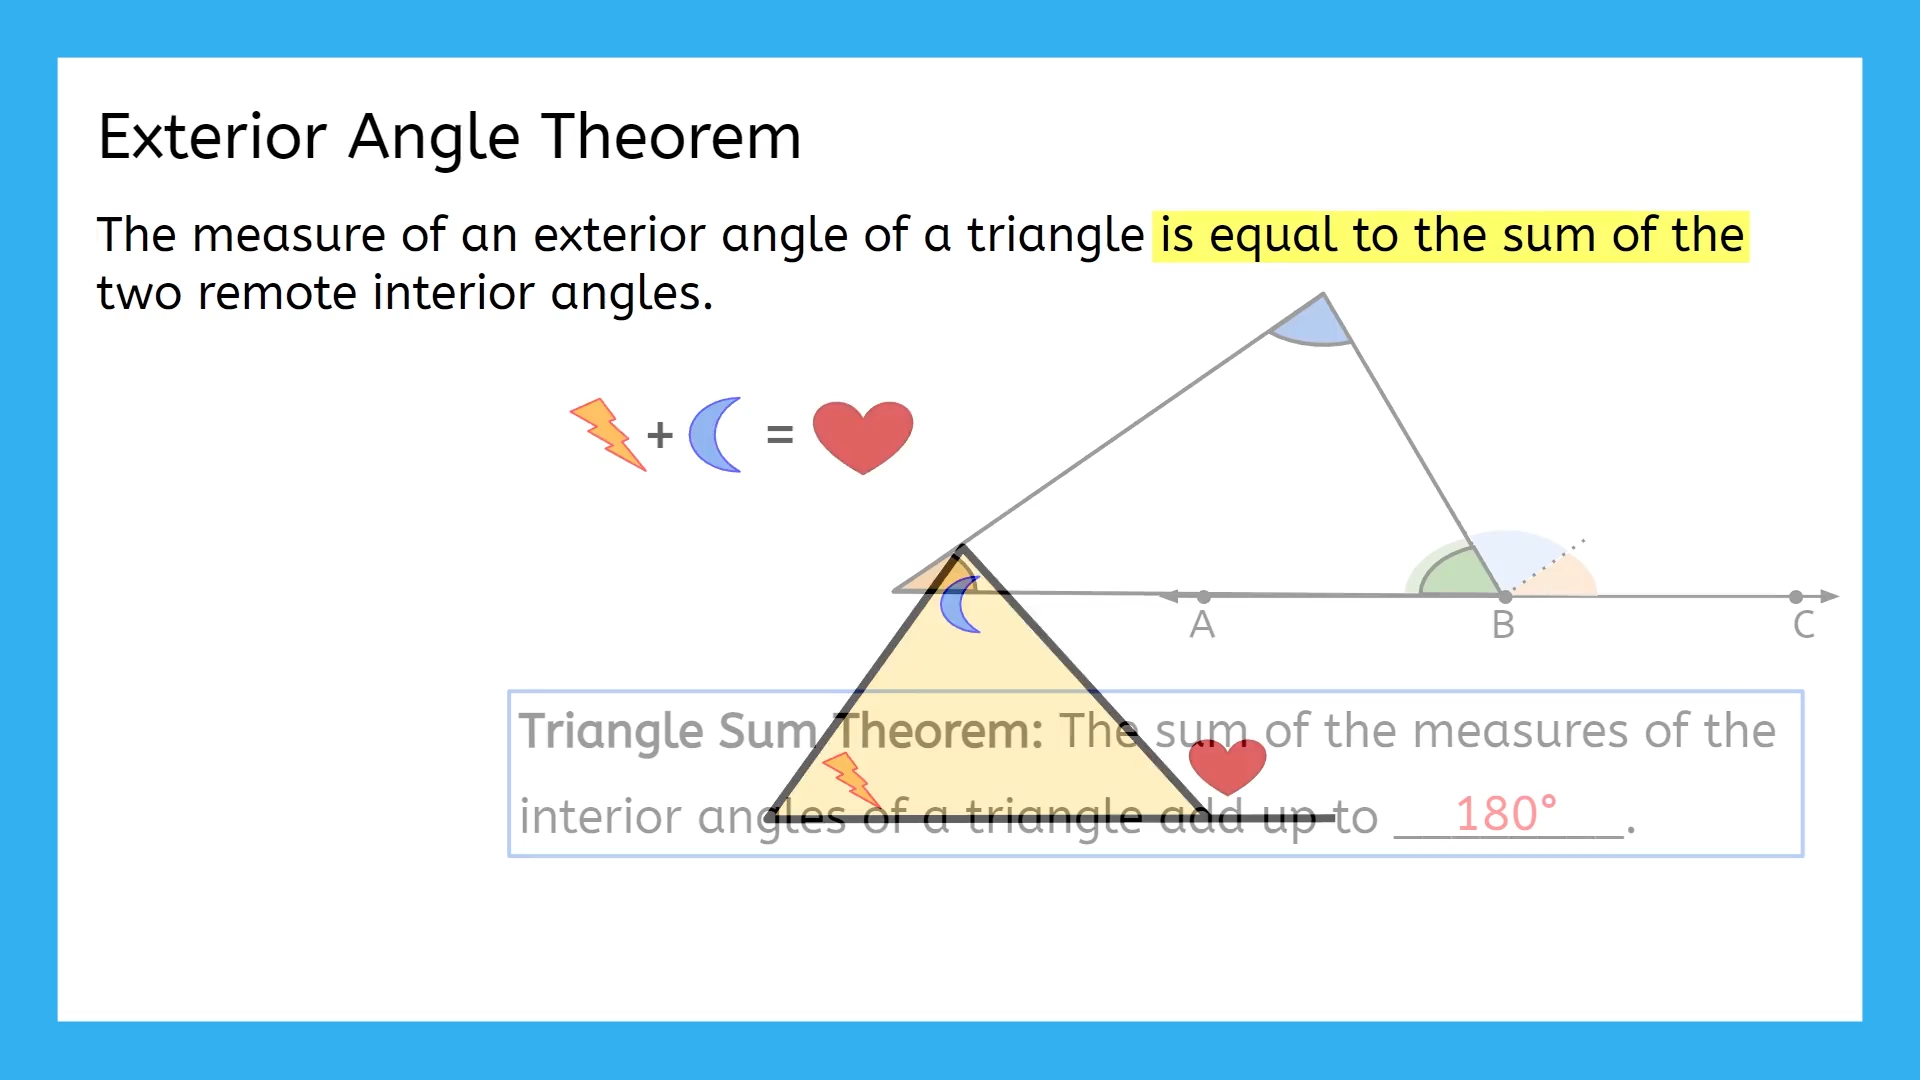 Exterior Angle Theorem
The measure of an exterior angle of a triangle is equal to the sum of the
two remote interior angles.
+ =
A B C
Triangle Sum Theorem: The sum of the measures of the
interior angles of a triangle add up to 180°.